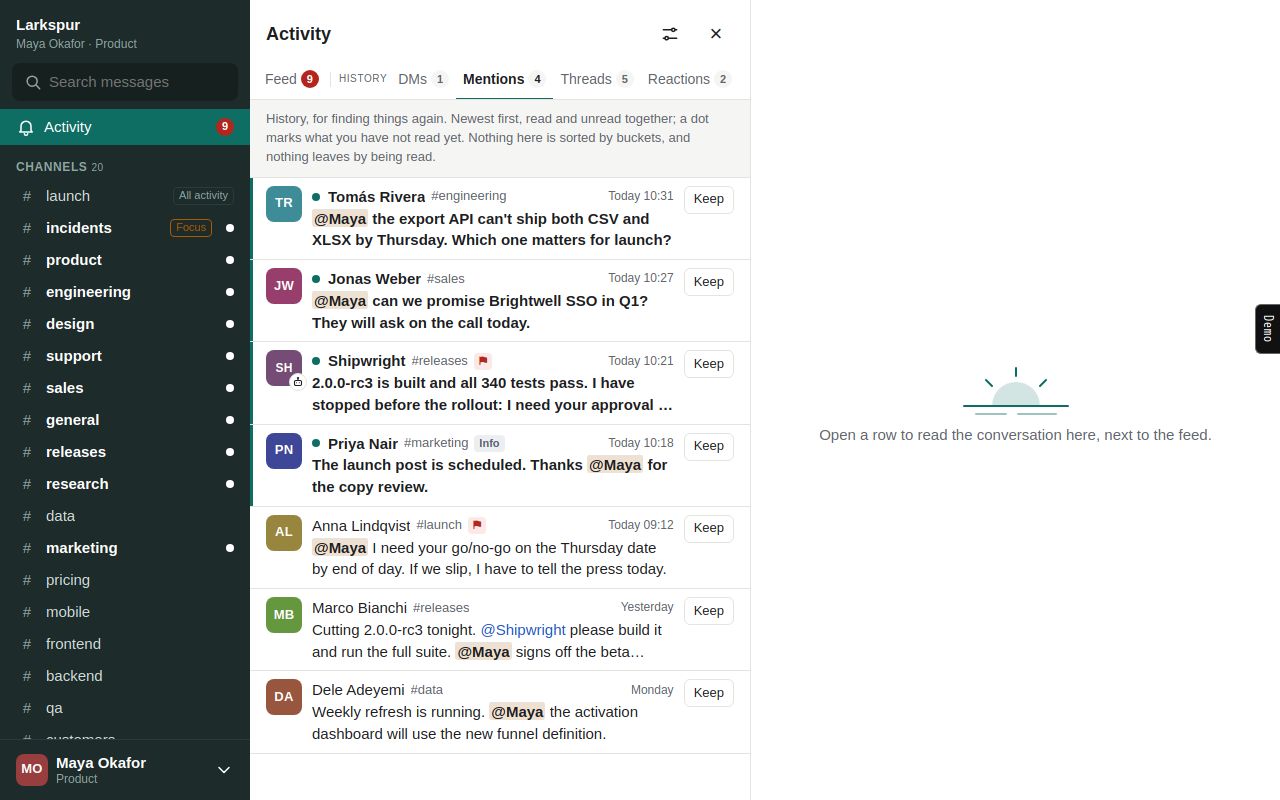 Larkspur
Maya Okafor · Product
Search messages
Activity
9
CHANNELS 20
# launch
All activity
# incidents
Focus
# product
# engineering
# design
# support
# sales
# general
# releases
# research
# data
# marketing
# pricing
# mobile
# frontend
# backend
# qa
# customers
MO
Maya Okafor
Product
Activity
Feed 9
HISTORY
DMs 1
Mentions 4
Threads 5
Reactions 2
History, for finding things again. Newest first, read and unread together; a dot
marks what you have not read yet. Nothing here is sorted by buckets, and
nothing leaves by being read.
TR
Tomás Rivera #engineering Today 10:31
Keep
@Maya the export API can't ship both CSV and
XLSX by Thursday. Which one matters for launch?
JW
Jonas Weber #sales Today 10:27
Keep
@Maya can we promise Brightwell SSO in Q1?
They will ask on the call today.
SH
Shipwright #releases Today 10:21
Keep
2.0.0-rc3 is built and all 340 tests pass. I have
stopped before the rollout: I need your approval …
PN
Priya Nair #marketing Info Today 10:18
Keep
The launch post is scheduled. Thanks @Maya for
the copy review.
AL
Anna Lindqvist #launch Today 09:12
Keep
@Maya I need your go/no-go on the Thursday date
by end of day. If we slip, I have to tell the press today.
MB
Marco Bianchi #releases Yesterday
Keep
Cutting 2.0.0-rc3 tonight. @Shipwright please build it
and run the full suite. @Maya signs off the beta…
DA
Dele Adeyemi #data Monday
Keep
Weekly refresh is running. @Maya the activation
dashboard will use the new funnel definition.
Open a row to read the conversation here, next to the feed.
Demo